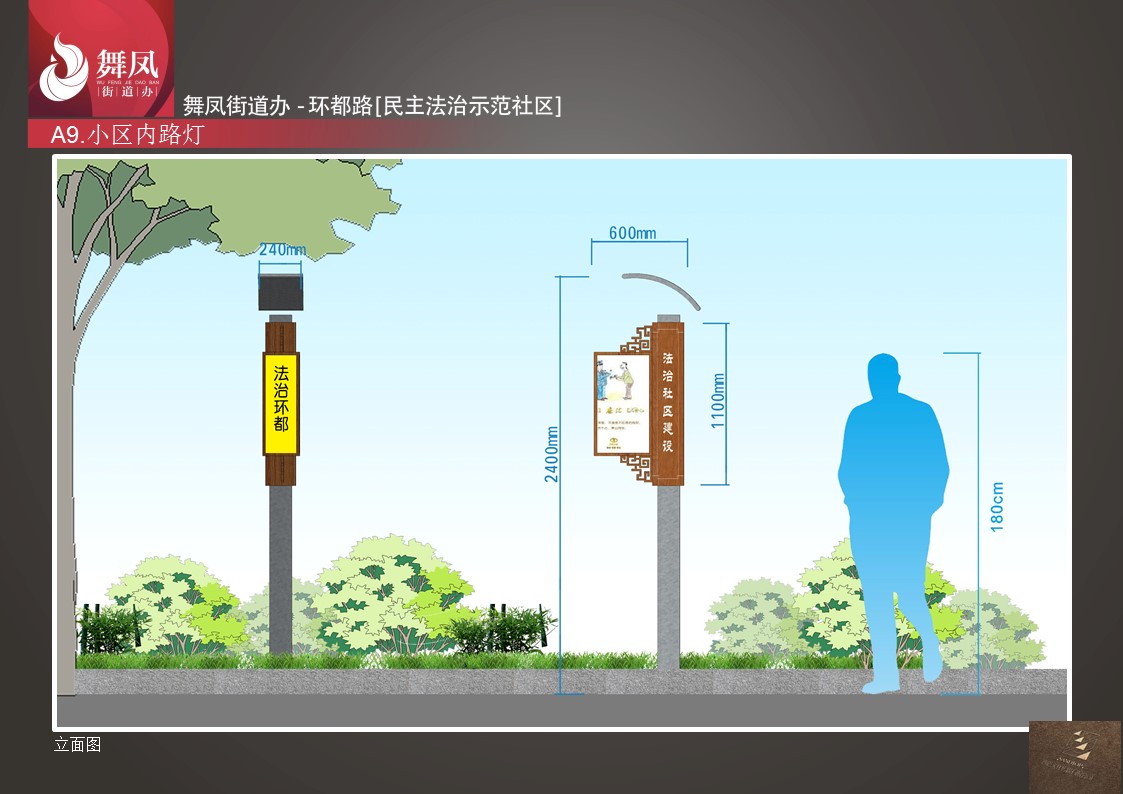 舞凤
WU FENG JIE DAO BAN
街道办
舞凤街道办 - 环都路[民主法治示范社区]
A9.小区内路灯
240mm
600mm
2400mm
1100mm
180cm
法治环都
法治社区建设
立面图